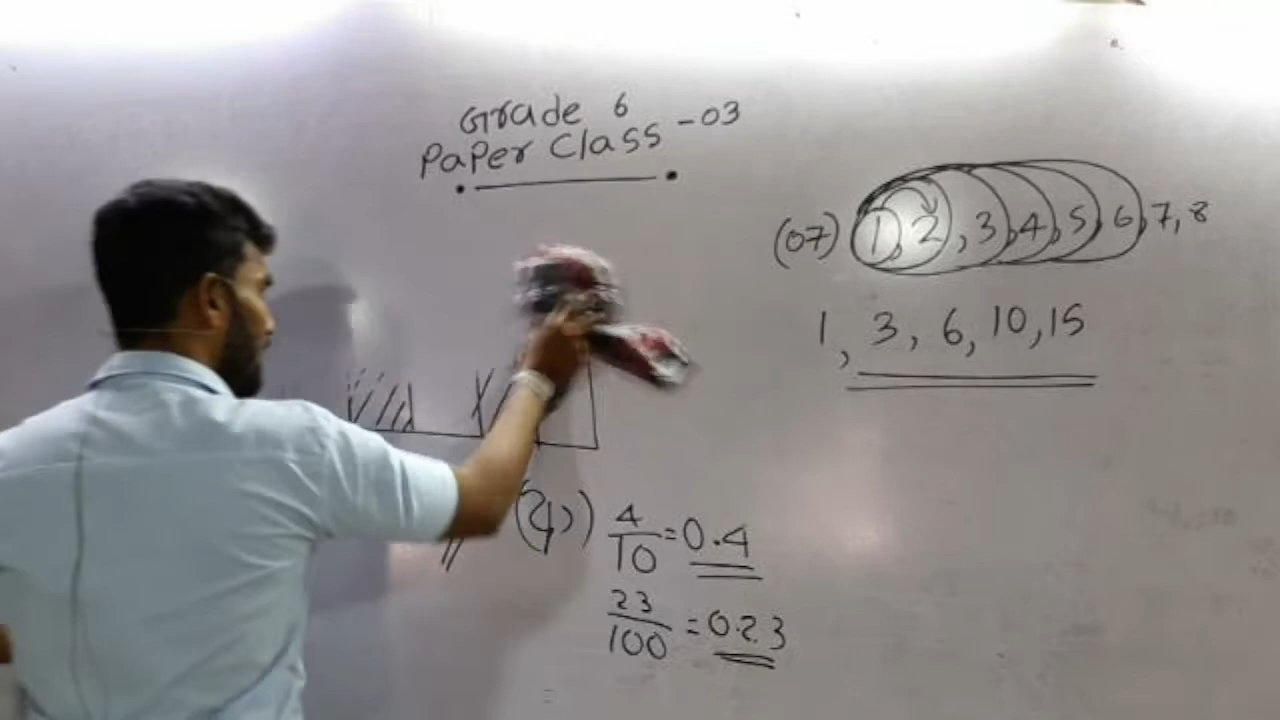 Grade 6
Paper Class - 03
(07) 1, 2, 3, 4, 5, 6, 7, 8
1, 3, 6, 10, 15
4/10 = 0.4
23/100 = 0.23